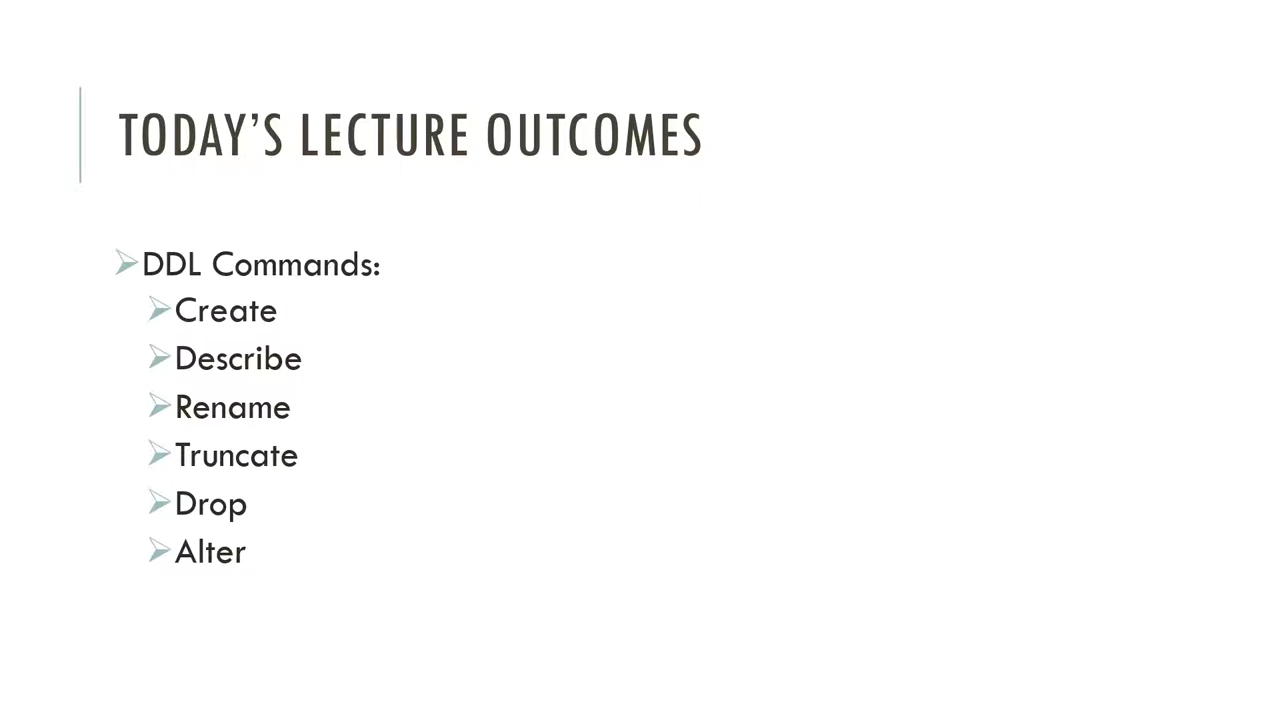 TODAY’S LECTURE OUTCOMES
DDL Commands:
Create
Describe
Rename
Truncate
Drop
Alter